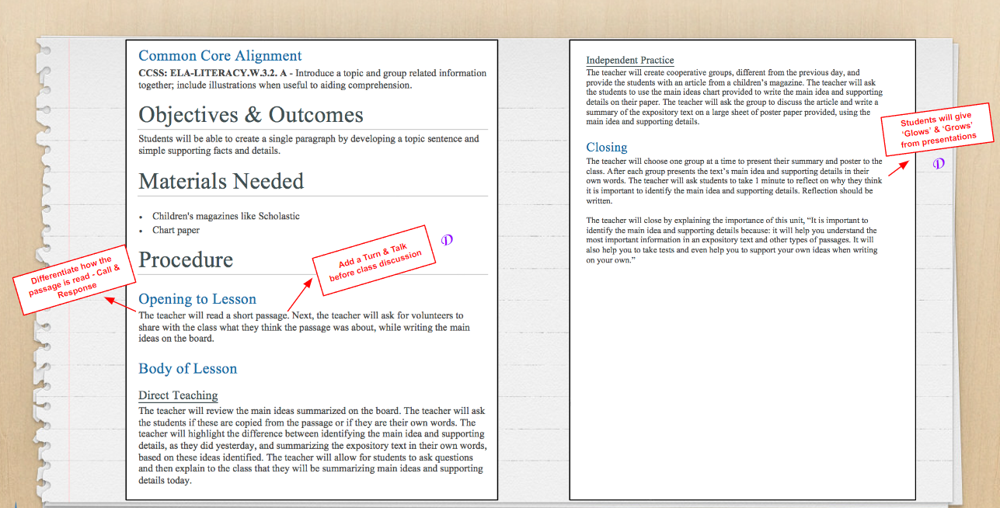 Common Core Alignment
CCSS: ELA-LITERACY.W.3.2. A - Introduce a topic and group related information
together; include illustrations when useful to aiding comprehension.
Objectives & Outcomes
Students will be able to create a single paragraph by developing a topic sentence and
simple supporting facts and details.
Materials Needed
• Children's magazines like Scholastic
• Chart paper
Procedure
Differentiate how the
passage is read - Call &
Response
Add a Turn & Talk
before class discussion
D
Opening to Lesson
The teacher will read a short passage. Next, the teacher will ask for volunteers to
share with the class what they think the passage was about, while writing the main
ideas on the board.
Body of Lesson
Direct Teaching
The teacher will review the main ideas summarized on the board. The teacher will ask
the students if these are copied from the passage or if they are their own words. The
teacher will highlight the difference between identifying the main idea and supporting
details, as they did yesterday, and summarizing the expository text in their own words,
based on these ideas identified. The teacher will allow for students to ask questions
and then explain to the class that they will be summarizing main ideas and supporting
details today.
Independent Practice
The teacher will create cooperative groups, different from the previous day, and
provide the students with an article from a children's magazine. The teacher will ask
the students to use the main ideas chart provided to write the main idea and supporting
details on their paper. The teacher will ask the group to discuss the article and write a
summary of the expository text on a large sheet of poster paper provided, using the
main idea and supporting details.
Students will give
'Glows' & 'Grows'
from presentations
D
Closing
The teacher will choose one group at a time to present their summary and poster to the
class. After each group presents the text's main idea and supporting details in their
own words. The teacher will ask students to take 1 minute to reflect on why they think
it is important to identify the main idea and supporting details. Reflection should be
written.
The teacher will close by explaining the importance of this unit, "It is important to
identify the main idea and supporting details because: it will help you understand the
most important information in an expository text and other types of passages. It will
also help you to take tests and even help you to support your own ideas when writing
on your own."